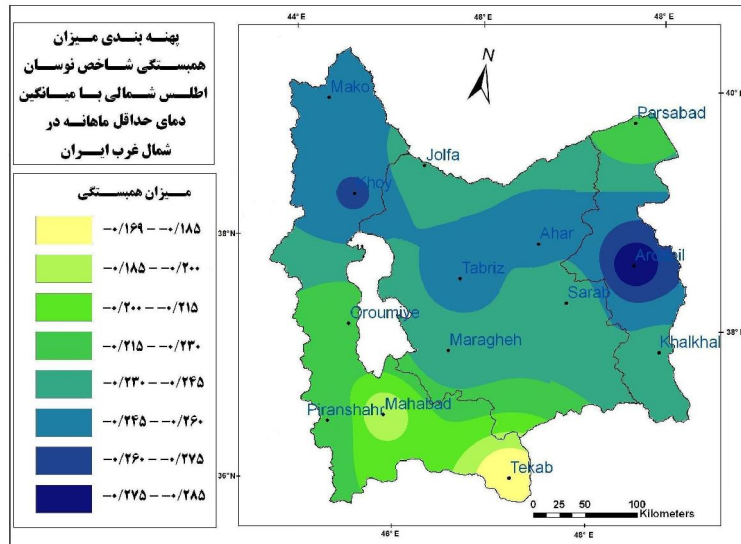 پهنه بندی میزان
همبستگی شاخص نوسان
اطلس شمالی با میانگین
دمای حداقل ماهانه در
شمال غرب ایران
میزان همبستگی
-۰/۱۶۹ -- -۰/۱۸۵
-۰/۱۸۵ -- -۰/۲۰۰
-۰/۲۰۰ -- -۰/۲۱۵
-۰/۲۱۵ -- -۰/۲۳۰
-۰/۲۳۰ -- -۰/۲۴۵
-۰/۲۴۵ -- -۰/۲۶۰
-۰/۲۶۰ -- -۰/۲۷۵
-۰/۲۷۵ -- -۰/۲۸۵
44°E 48°E 48°E
N
Mako
40°N
Parsabad
Jolfa
Khoy
38°N
Ahar
Ardebil
Tabriz
Sarab
Oroumiye
38°N
Maragheh
Khalkhal
Piranshahr
Mahabad
36°N
Tekab
0 25 50 100
Kilometers
46°E 48°E